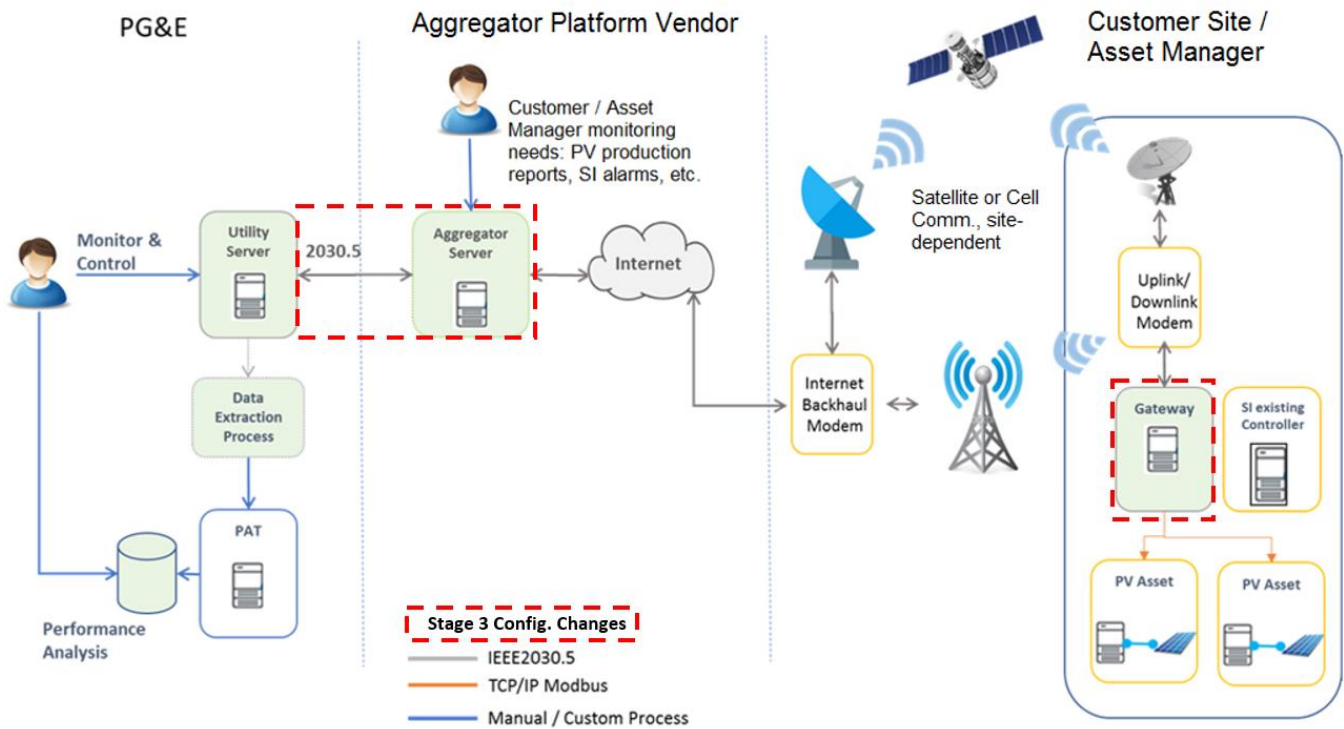 PG&E
Aggregator Platform Vendor
Customer Site /
Asset Manager
Customer / Asset
Manager monitoring
needs: PV production
reports, SI alarms, etc.
Monitor &
Control
Utility
Server
2030.5
Aggregator
Server
Internet
Satellite or Cell
Comm., site-
dependent
Uplink/
Downlink
Modem
Data
Extraction
Process
Internet
Backhaul
Modem
Gateway
SI existing
Controller
PAT
Performance
Analysis
PV Asset
PV Asset
Stage 3 Config. Changes
IEEE2030.5
TCP/IP Modbus
Manual / Custom Process